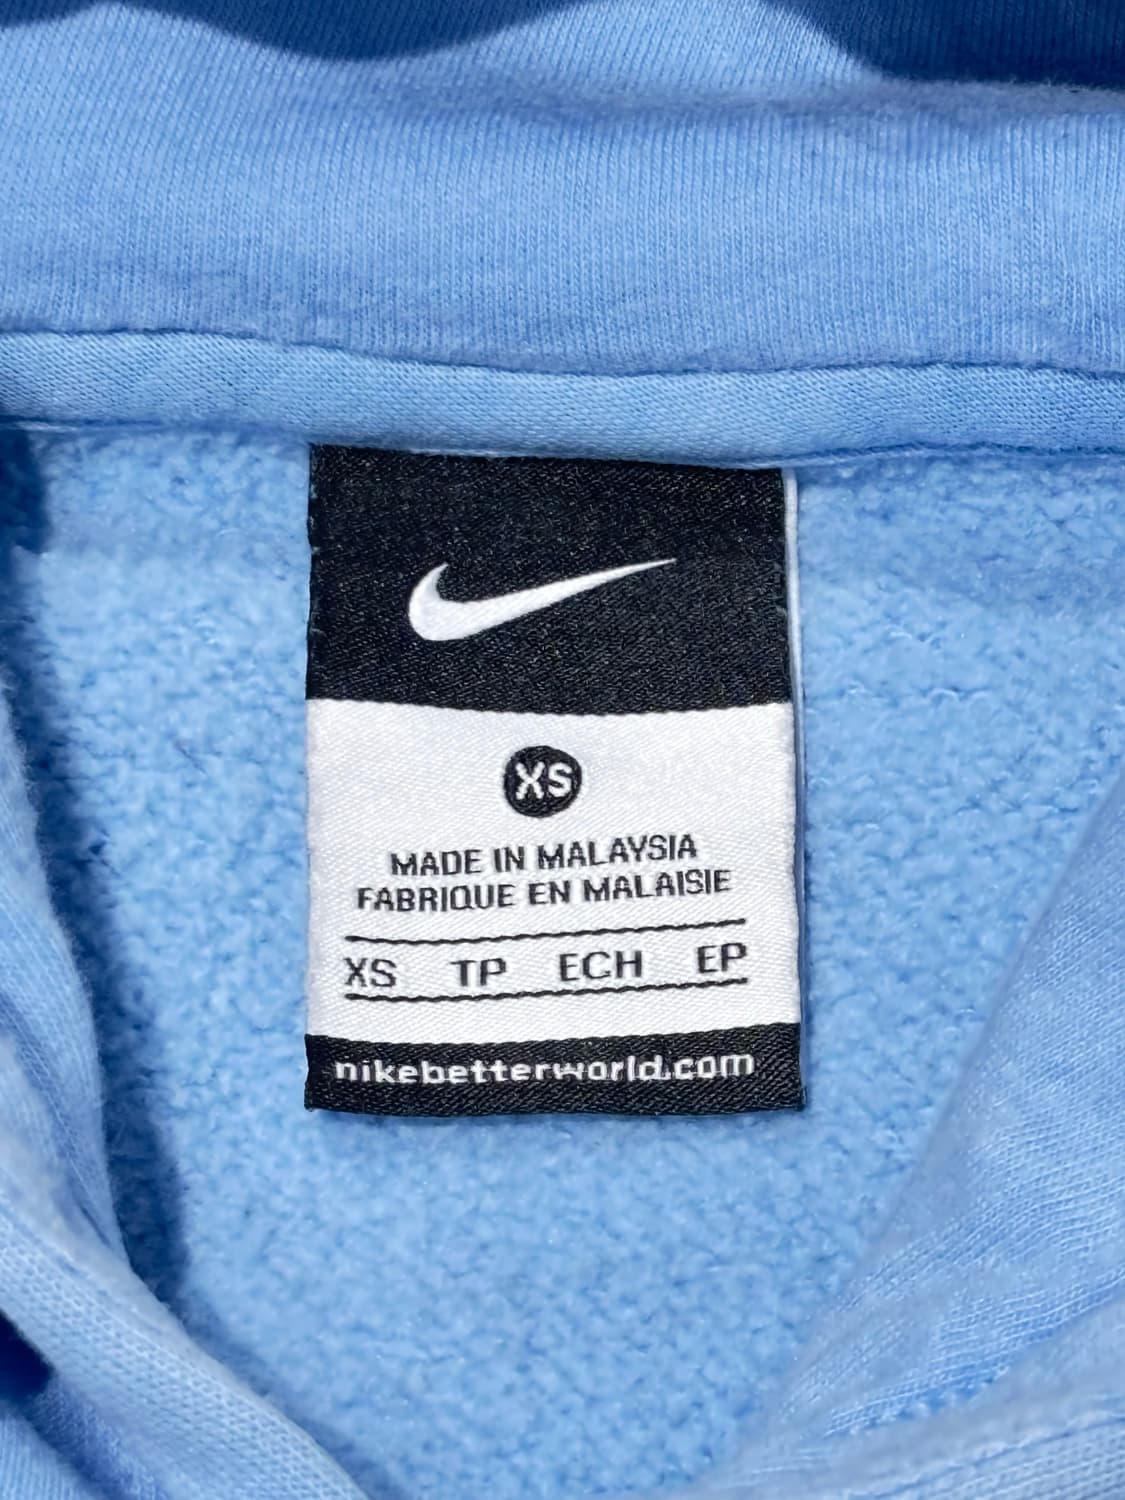 XS
MADE IN MALAYSIA
FABRIQUE EN MALAISIE
XS TP ECH EP
nikebetterworld.com